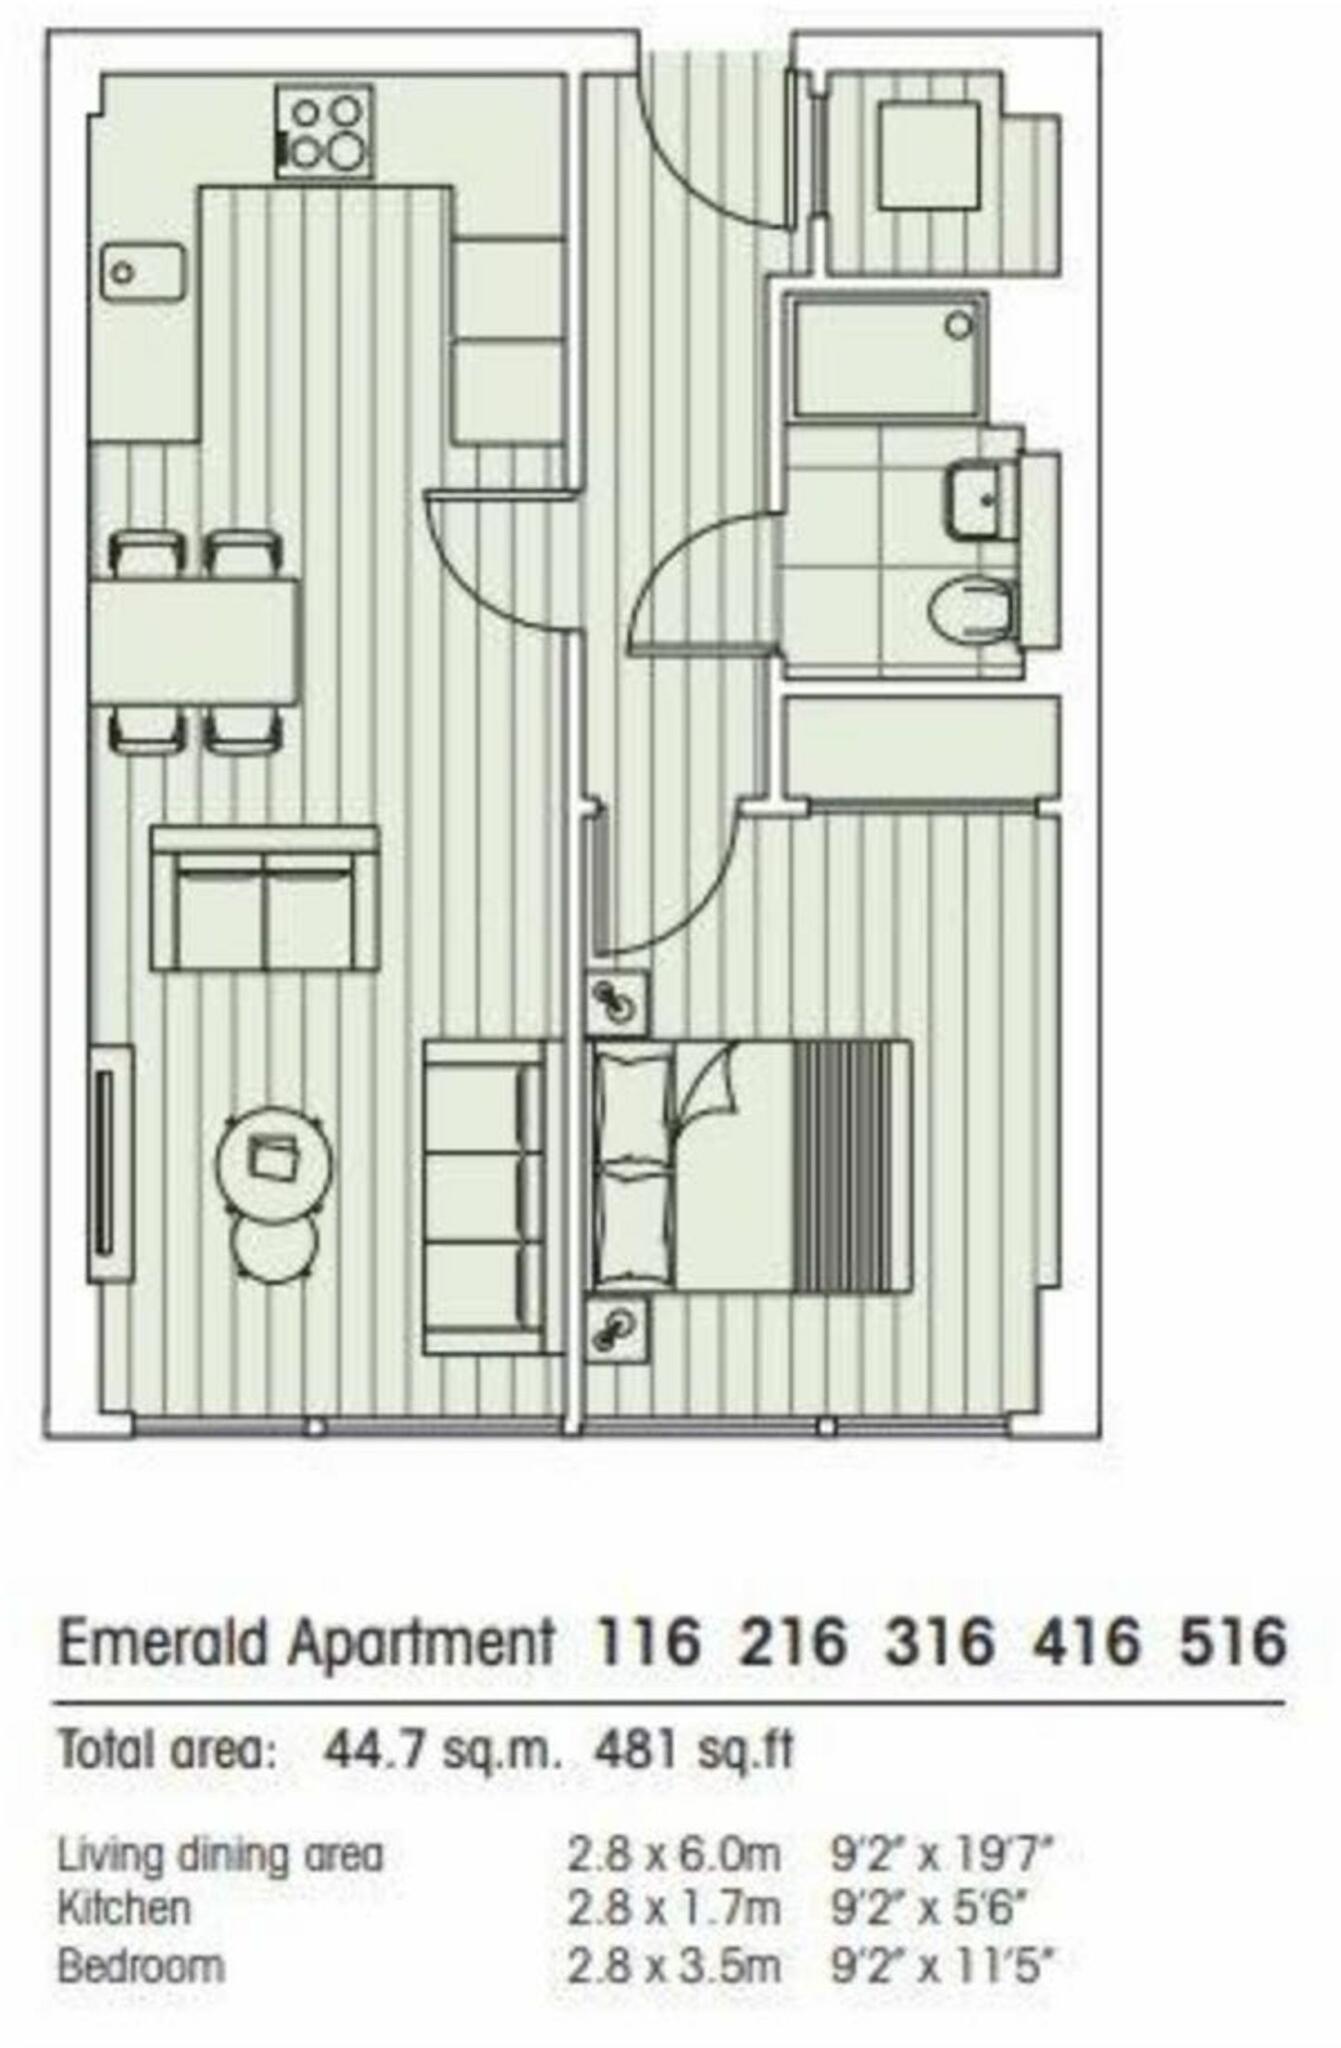 Emerald Apartment 116 216 316 416 516
Total area: 44.7 sq.m. 481 sq.ft
Living dining area 2.8 x 6.0m 9'2" x 19'7"
Kitchen 2.8 x 1.7m 9'2" x 5'6"
Bedroom 2.8 x 3.5m 9'2" x 11'5"